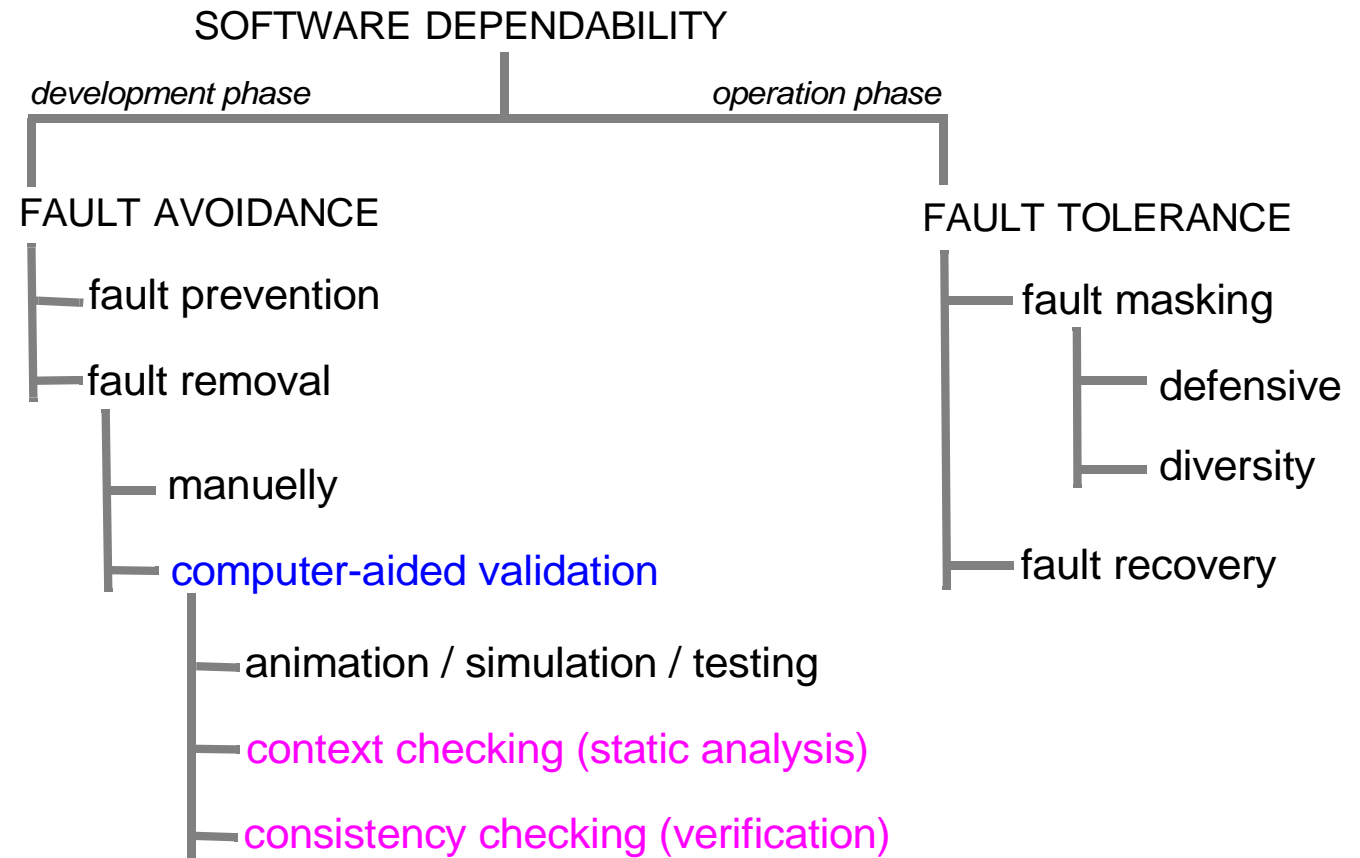 SOFTWARE DEPENDABILITY
development phase
operation phase
FAULT AVOIDANCE
fault prevention
fault removal
manuelly
computer-aided validation
animation / simulation / testing
context checking (static analysis)
consistency checking (verification)
FAULT TOLERANCE
fault masking
defensive
diversity
fault recovery